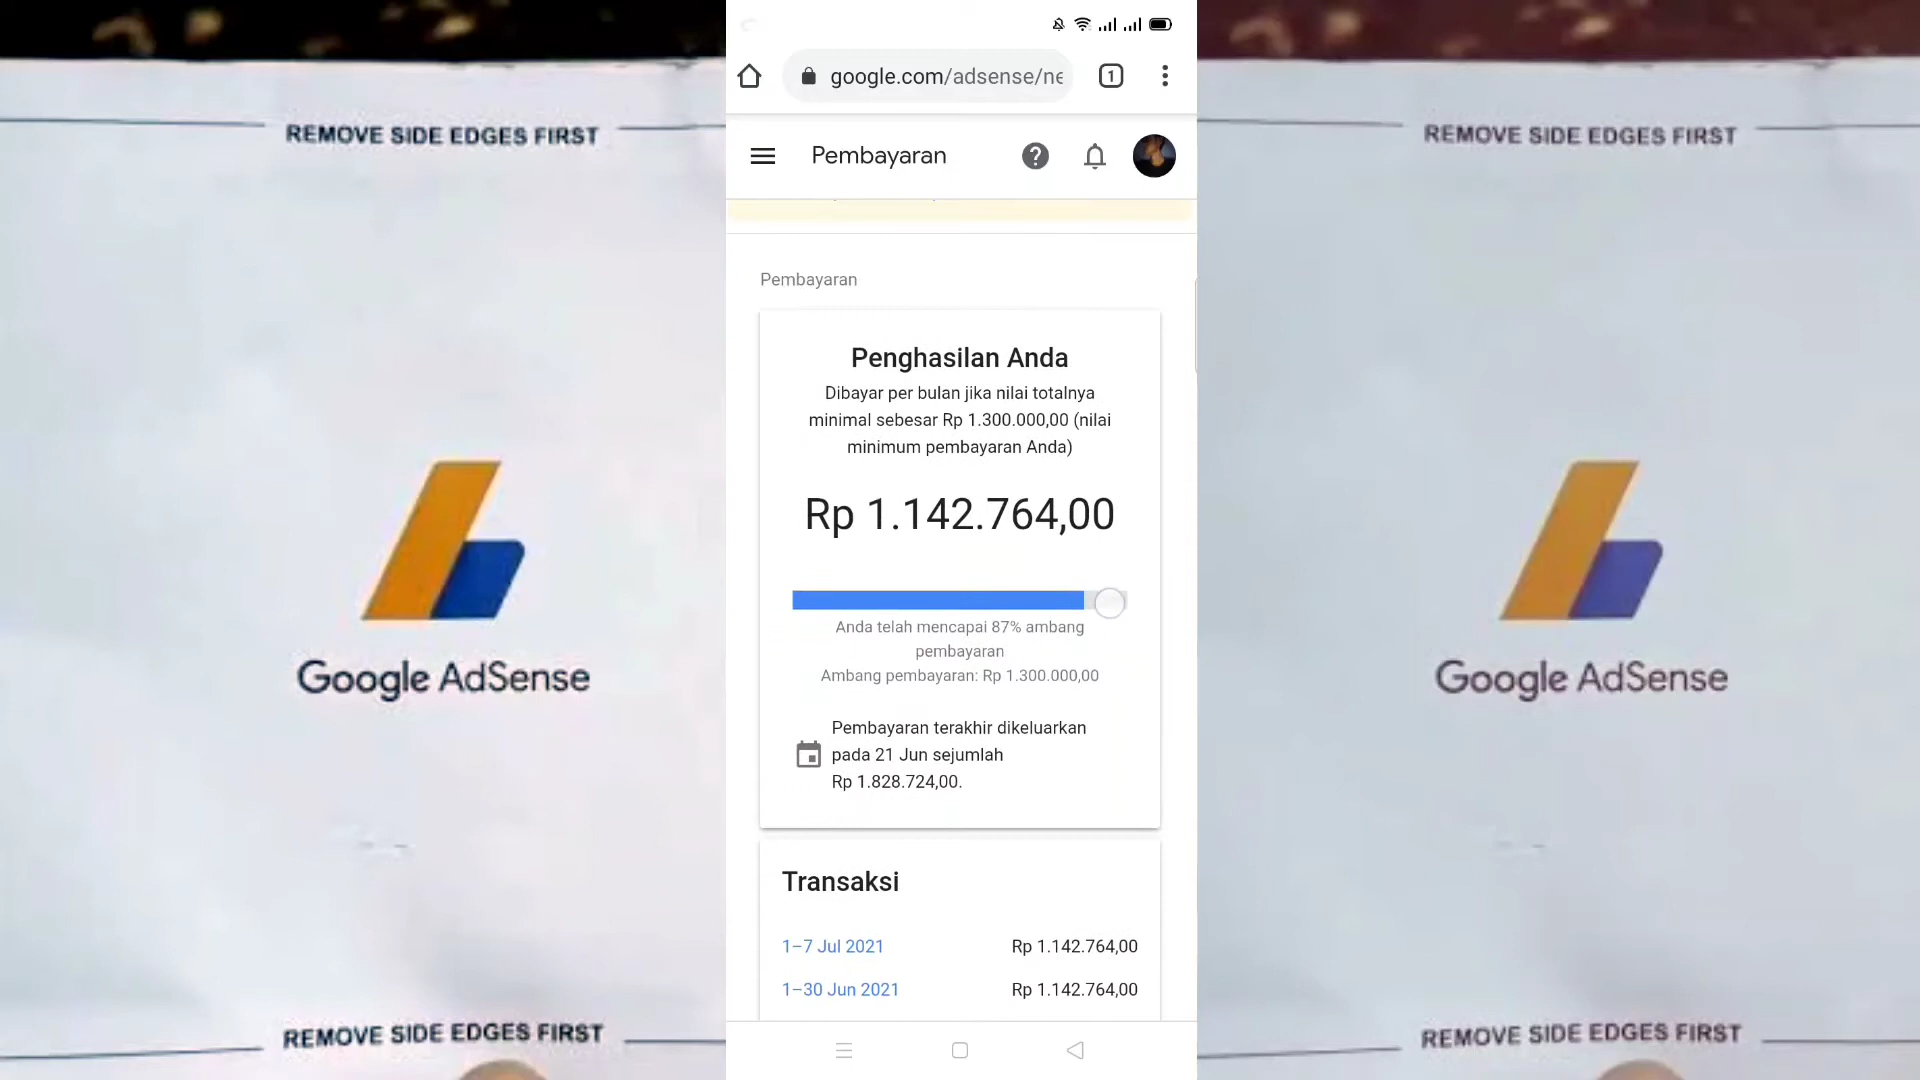 REMOVE SIDE EDGES FIRST
Google AdSense
REMOVE SIDE EDGES FIRST
google.com/adsense/ne
1
Pembayaran
Pembayaran
Penghasilan Anda
Dibayar per bulan jika nilai totalnya
minimal sebesar Rp 1.300.000,00 (nilai
minimum pembayaran Anda)
Rp 1.142.764,00
Anda telah mencapai 87% ambang
pembayaran
Ambang pembayaran: Rp 1.300.000,00
Pembayaran terakhir dikeluarkan
pada 21 Jun sejumlah
Rp 1.828.724,00.
Transaksi
1–7 Jul 2021 Rp 1.142.764,00
1–30 Jun 2021 Rp 1.142.764,00
REMOVE SIDE EDGES FIRST
Google AdSense
REMOVE SIDE EDGES FIRST